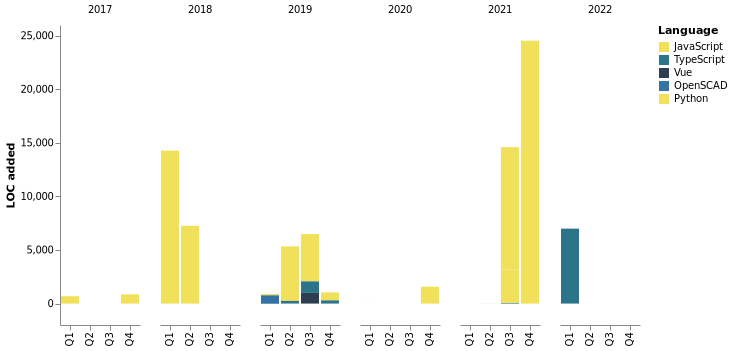 2017 2018 2019 2020 2021 2022
Language
JavaScript
TypeScript
Vue
OpenSCAD
Python
LOC added
25,000
20,000
15,000
10,000
5,000
0
Q1 Q2 Q3 Q4 Q1 Q2 Q3 Q4 Q1 Q2 Q3 Q4 Q1 Q2 Q3 Q4 Q1 Q2 Q3 Q4 Q1 Q2 Q3 Q4